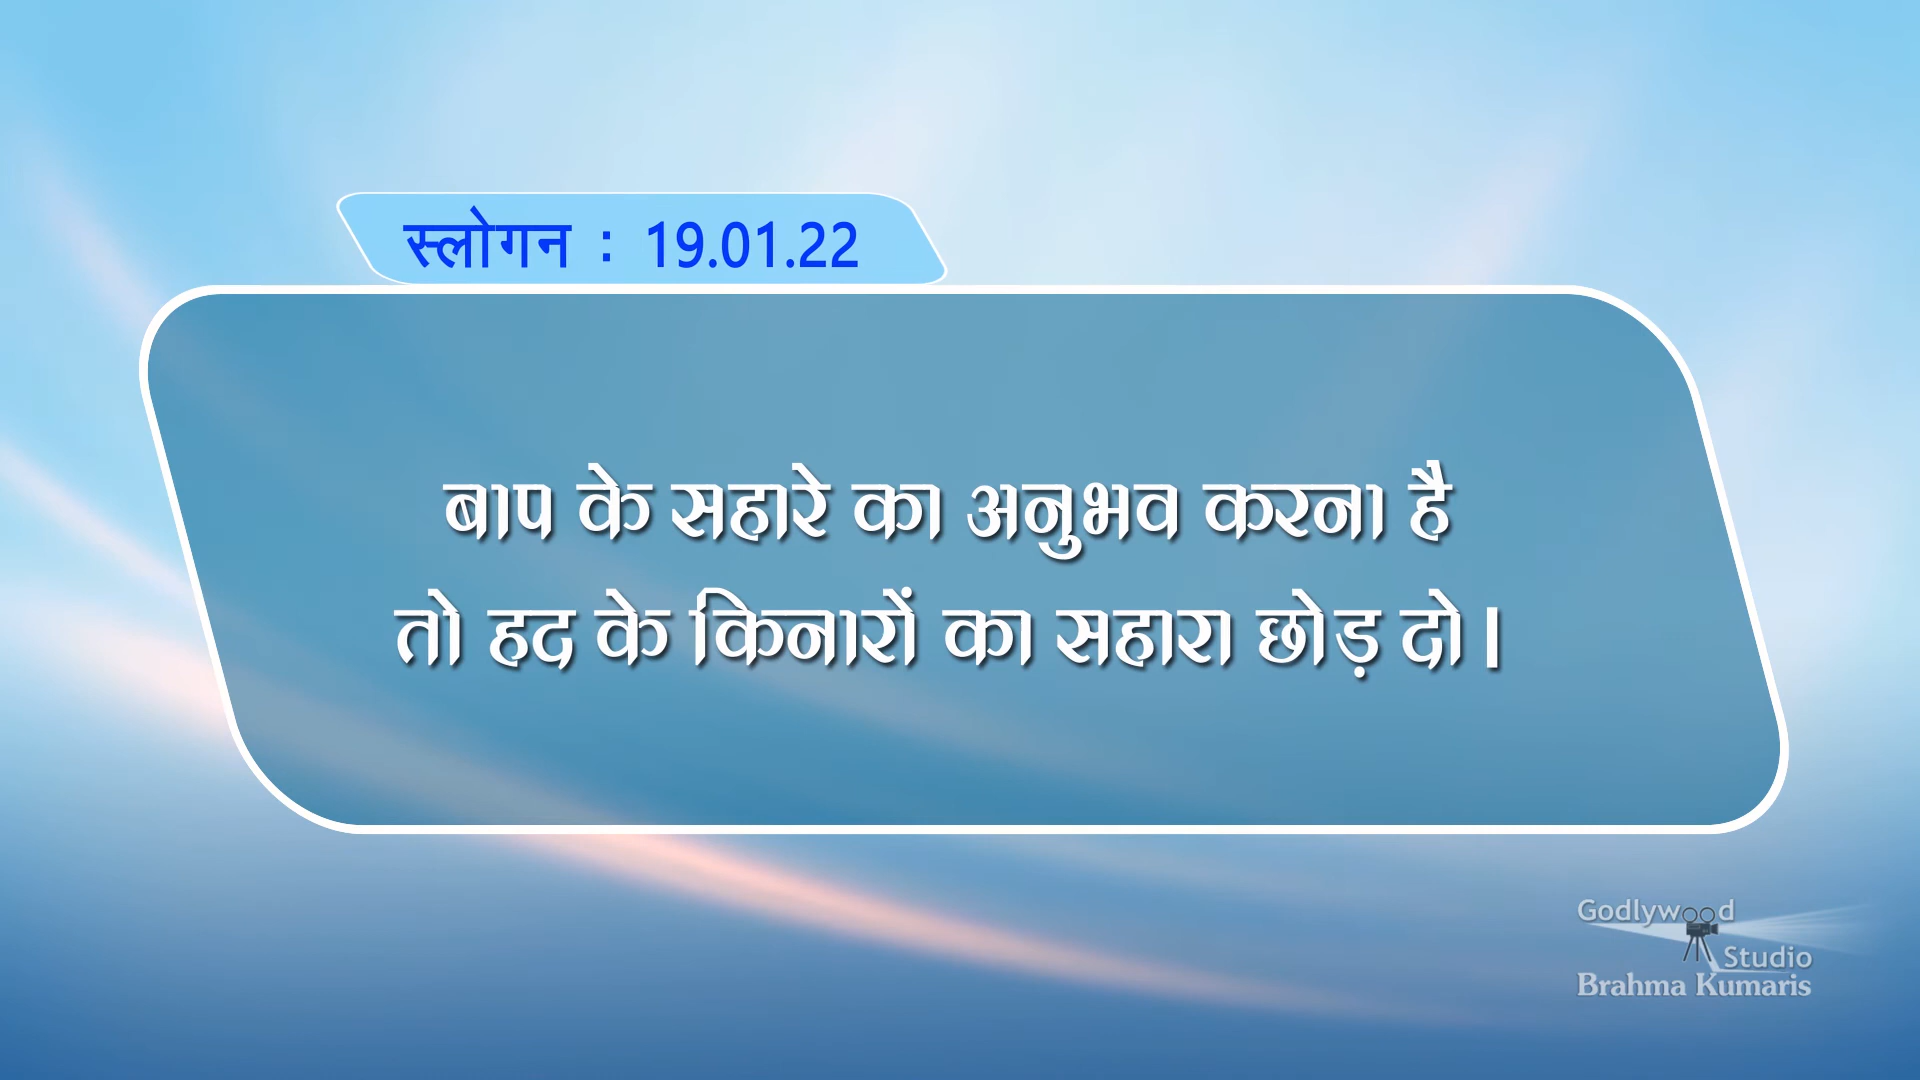 स्लोगन : 19.01.22
बाप के सहारे का अनुभव करना है
तो हद के किनारों का सहारा छोड़ दो।
Godlywood
Studio
Brahma Kumaris